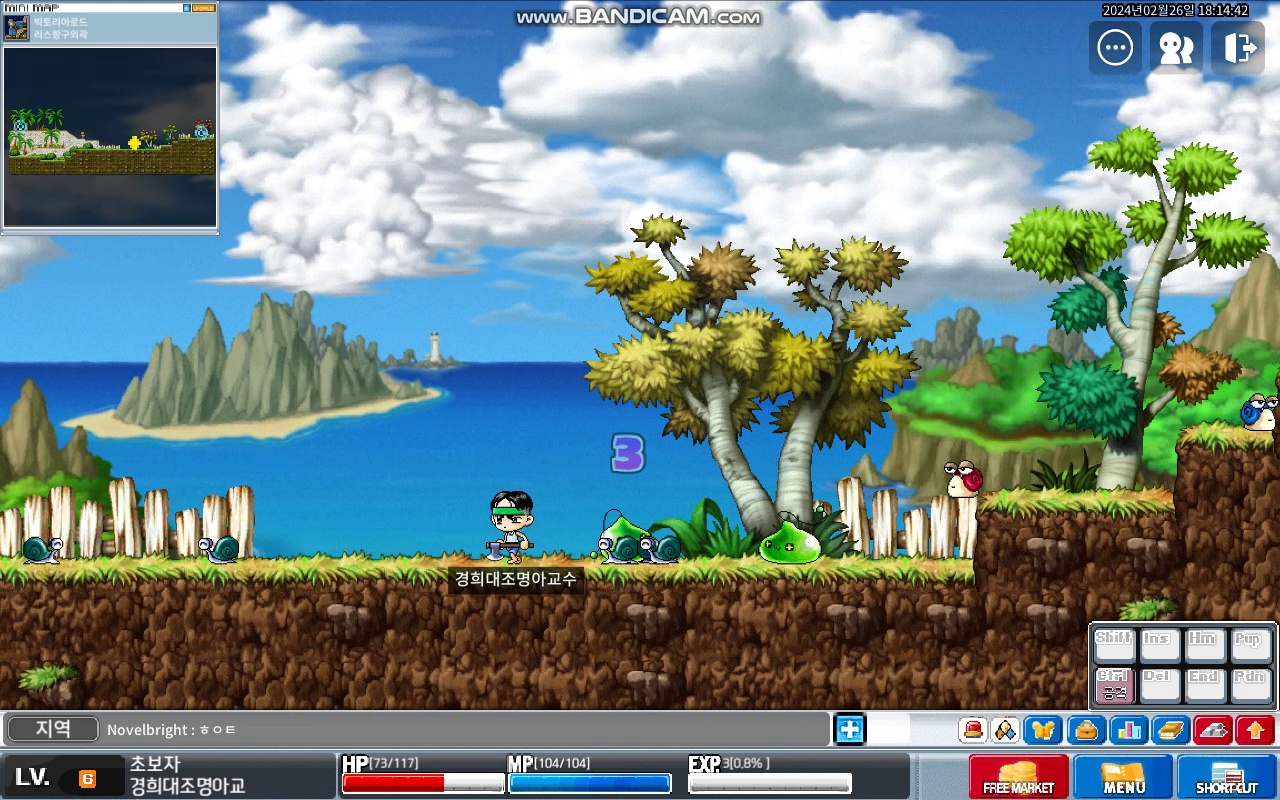 MINI MAP
빅토리아로드
리스항구외곽
www.BANDICAM.com
2024년02월26일 18:14:42
3
경희대조명아교수
Shift Ins Hm Pup
Ctrl Del End Pdn
공격
지역 Novelbright : ㅎㅇㅌ
LV. 6
초보자
경희대조명아교
HP[73/117] MP[104/104] EXP 3[0.8% ]
FREE MARKET MENU SHORTCUT